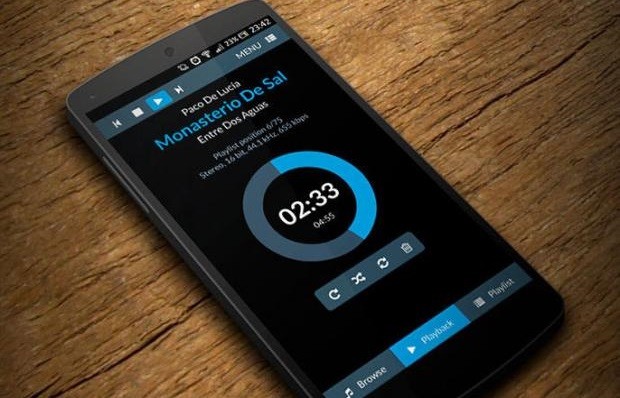 23% 23:42
MENU
Paco De Lucía
Monasterio De Sal
Entre Dos Aguas
Playlist position 6/75
Stereo, 16 bit, 44.1 kHz, 655 kbps
02:33
04:55
Browse
Playback
Playlist